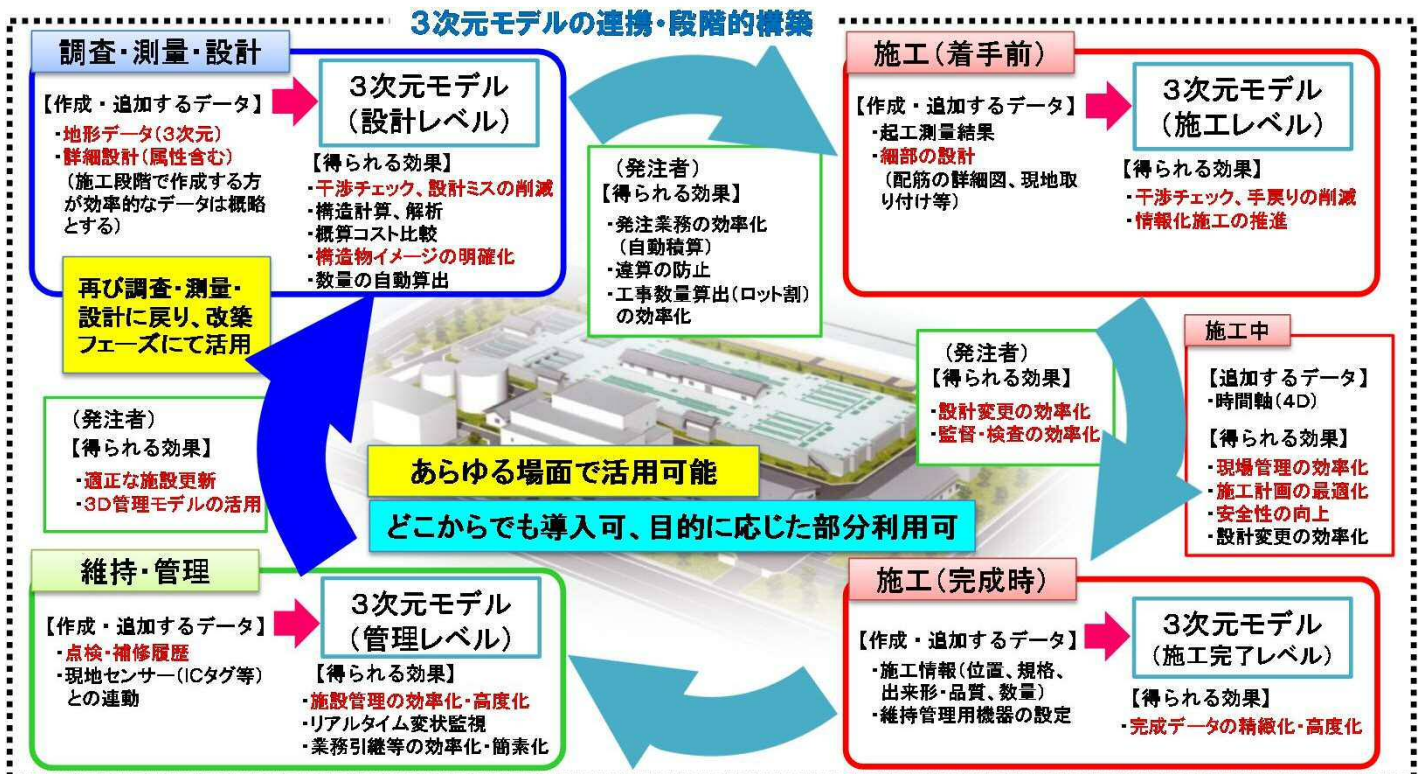 3次元モデルの連携・段階的構築
調査・測量・設計
【作成・追加するデータ】
・地形データ(3次元)
・詳細設計(属性含む)
(施工段階で作成する方
が効率的なデータは概略
とする)
3次元モデル
(設計レベル)
【得られる効果】
・干渉チェック、設計ミスの削減
・構造計算、解析
・概算コスト比較
・構造物イメージの明確化
・数量の自動算出
(発注者)
【得られる効果】
・発注業務の効率化
(自動積算)
・違算の防止
・工事数量算出(ロット割)
の効率化
施工(着手前)
【作成・追加するデータ】
・起工測量結果
・細部の設計
(配筋の詳細図、現地取
り付け等)
3次元モデル
(施工レベル)
【得られる効果】
・干渉チェック、手戻りの削減
・情報化施工の推進
再び調査・測量・
設計に戻り、改築
フェーズにて活用
(発注者)
【得られる効果】
・設計変更の効率化
・監督・検査の効率化
施工中
【追加するデータ】
・時間軸(4D)
【得られる効果】
・現場管理の効率化
・施工計画の最適化
・安全性の向上
・設計変更の効率化
(発注者)
【得られる効果】
・適正な施設更新
・3D管理モデルの活用
あらゆる場面で活用可能
どこからでも導入可、目的に応じた部分利用可
維持・管理
【作成・追加するデータ】
・点検・補修履歴
・現地センサー(ICタグ等)
との連動
3次元モデル
(管理レベル)
【得られる効果】
・施設管理の効率化・高度化
・リアルタイム変状監視
・業務引継等の効率化・簡素化
施工(完成時)
【作成・追加するデータ】
・施工情報(位置、規格、
出来形・品質、数量)
・維持管理用機器の設定
3次元モデル
(施工完了レベル)
【得られる効果】
・完成データの精緻化・高度化